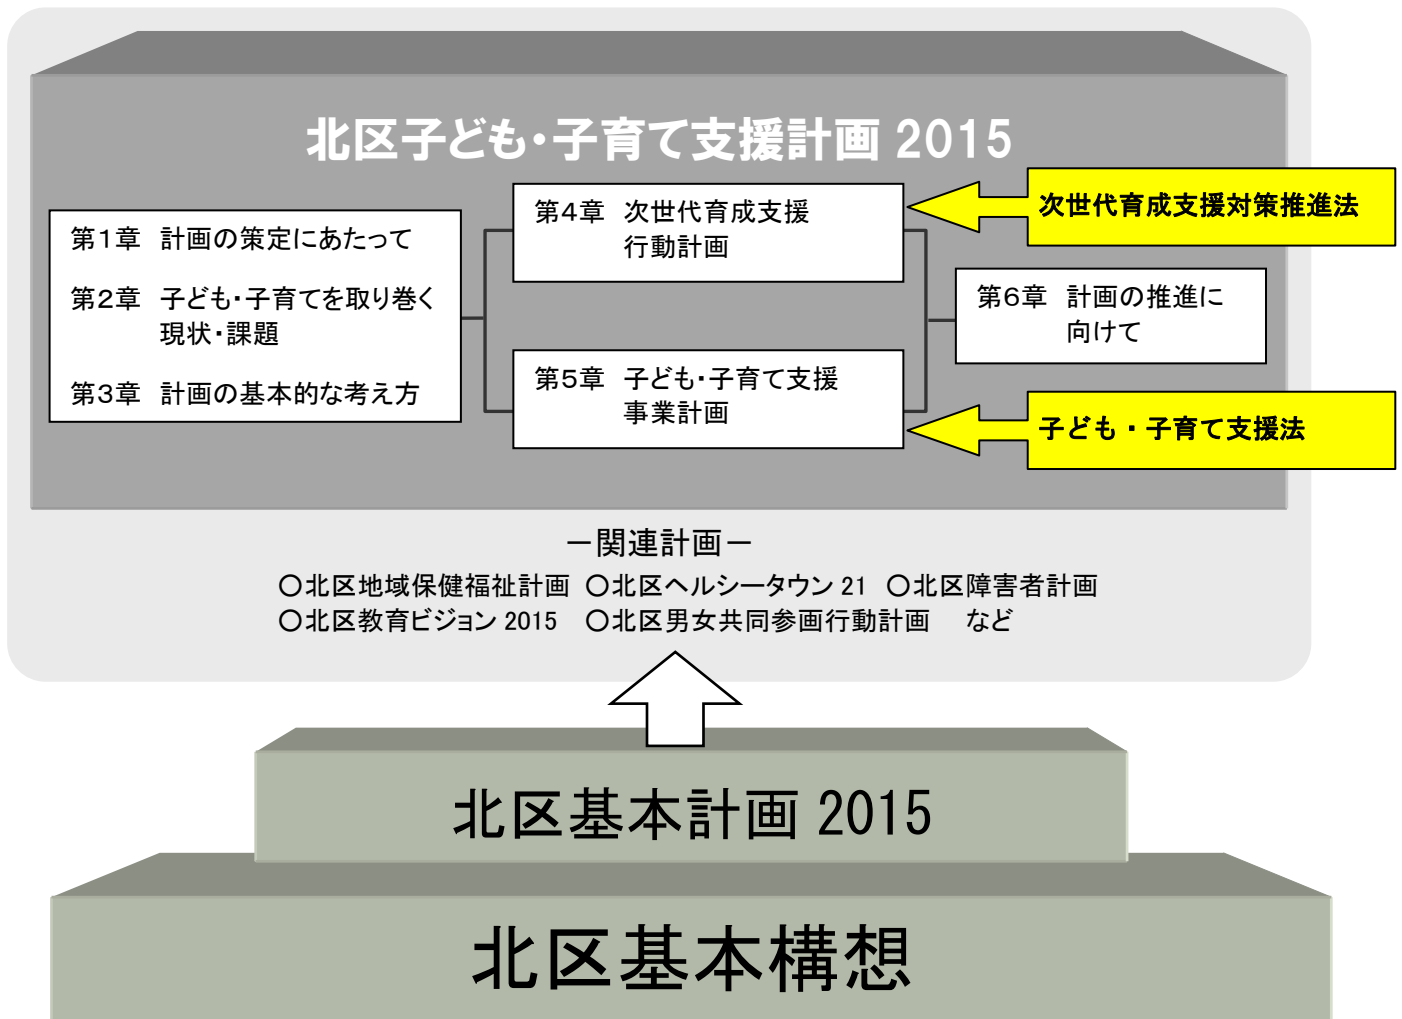 北区子ども・子育て支援計画 2015
第1章 計画の策定にあたって
第2章 子ども・子育てを取り巻く
現状・課題
第3章 計画の基本的な考え方
第4章 次世代育成支援
行動計画
第5章 子ども・子育て支援
事業計画
第6章 計画の推進に
向けて
次世代育成支援対策推進法
子ども・子育て支援法
－関連計画－
○北区地域保健福祉計画 ○北区ヘルシータウン 21 ○北区障害者計画
○北区教育ビジョン 2015 ○北区男女共同参画行動計画 など
北区基本計画 2015
北区基本構想